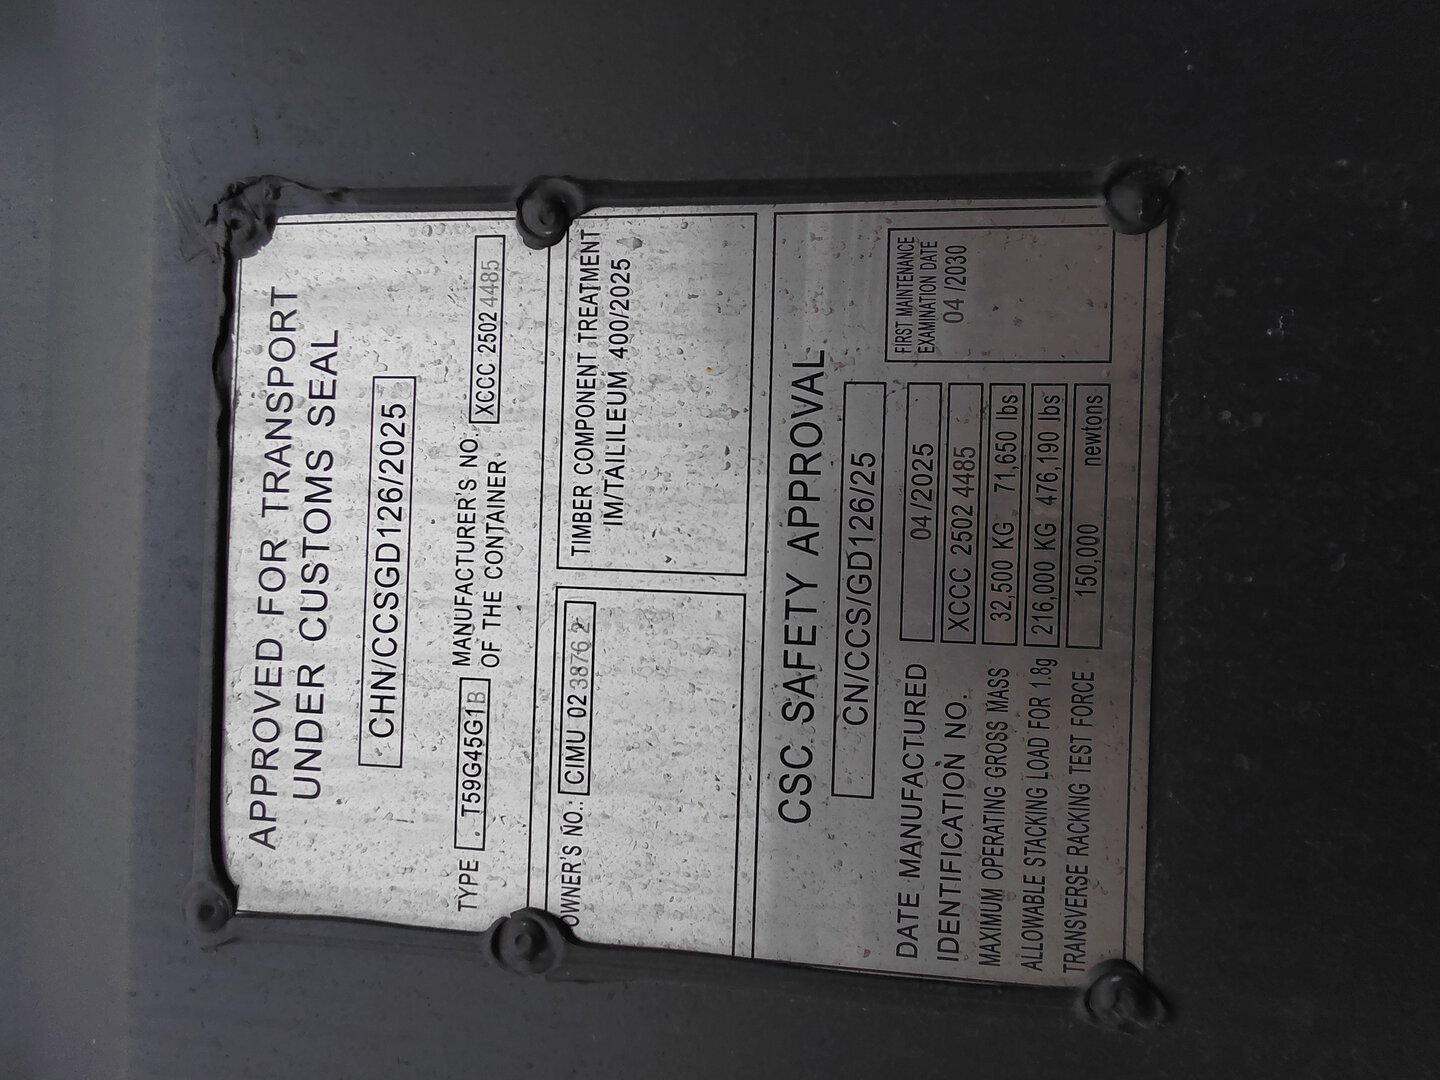 APPROVED FOR TRANSPORT
UNDER CUSTOMS SEAL
CHN/CCSGD126/2025
TYPE T59G45G1B MANUFACTURER'S NO. XCCC 2502 4485
OF THE CONTAINER
OWNER'S NO.: CIMU 02 3876 2
TIMBER COMPONENT TREATMENT
IM/TAILILEUM 400/2025
CSC SAFETY APPROVAL
CN/CCS/GD126/25
DATE MANUFACTURED 04/2025
IDENTIFICATION NO. XCCC 2502 4485
MAXIMUM OPERATING GROSS MASS 32,500 KG 71,650 lbs
ALLOWABLE STACKING LOAD FOR 1.8g 216,000 KG 476,190 lbs
TRANSVERSE RACKING TEST FORCE 150,000 newtons
FIRST MAINTENANCE
EXAMINATION DATE
04 /2030